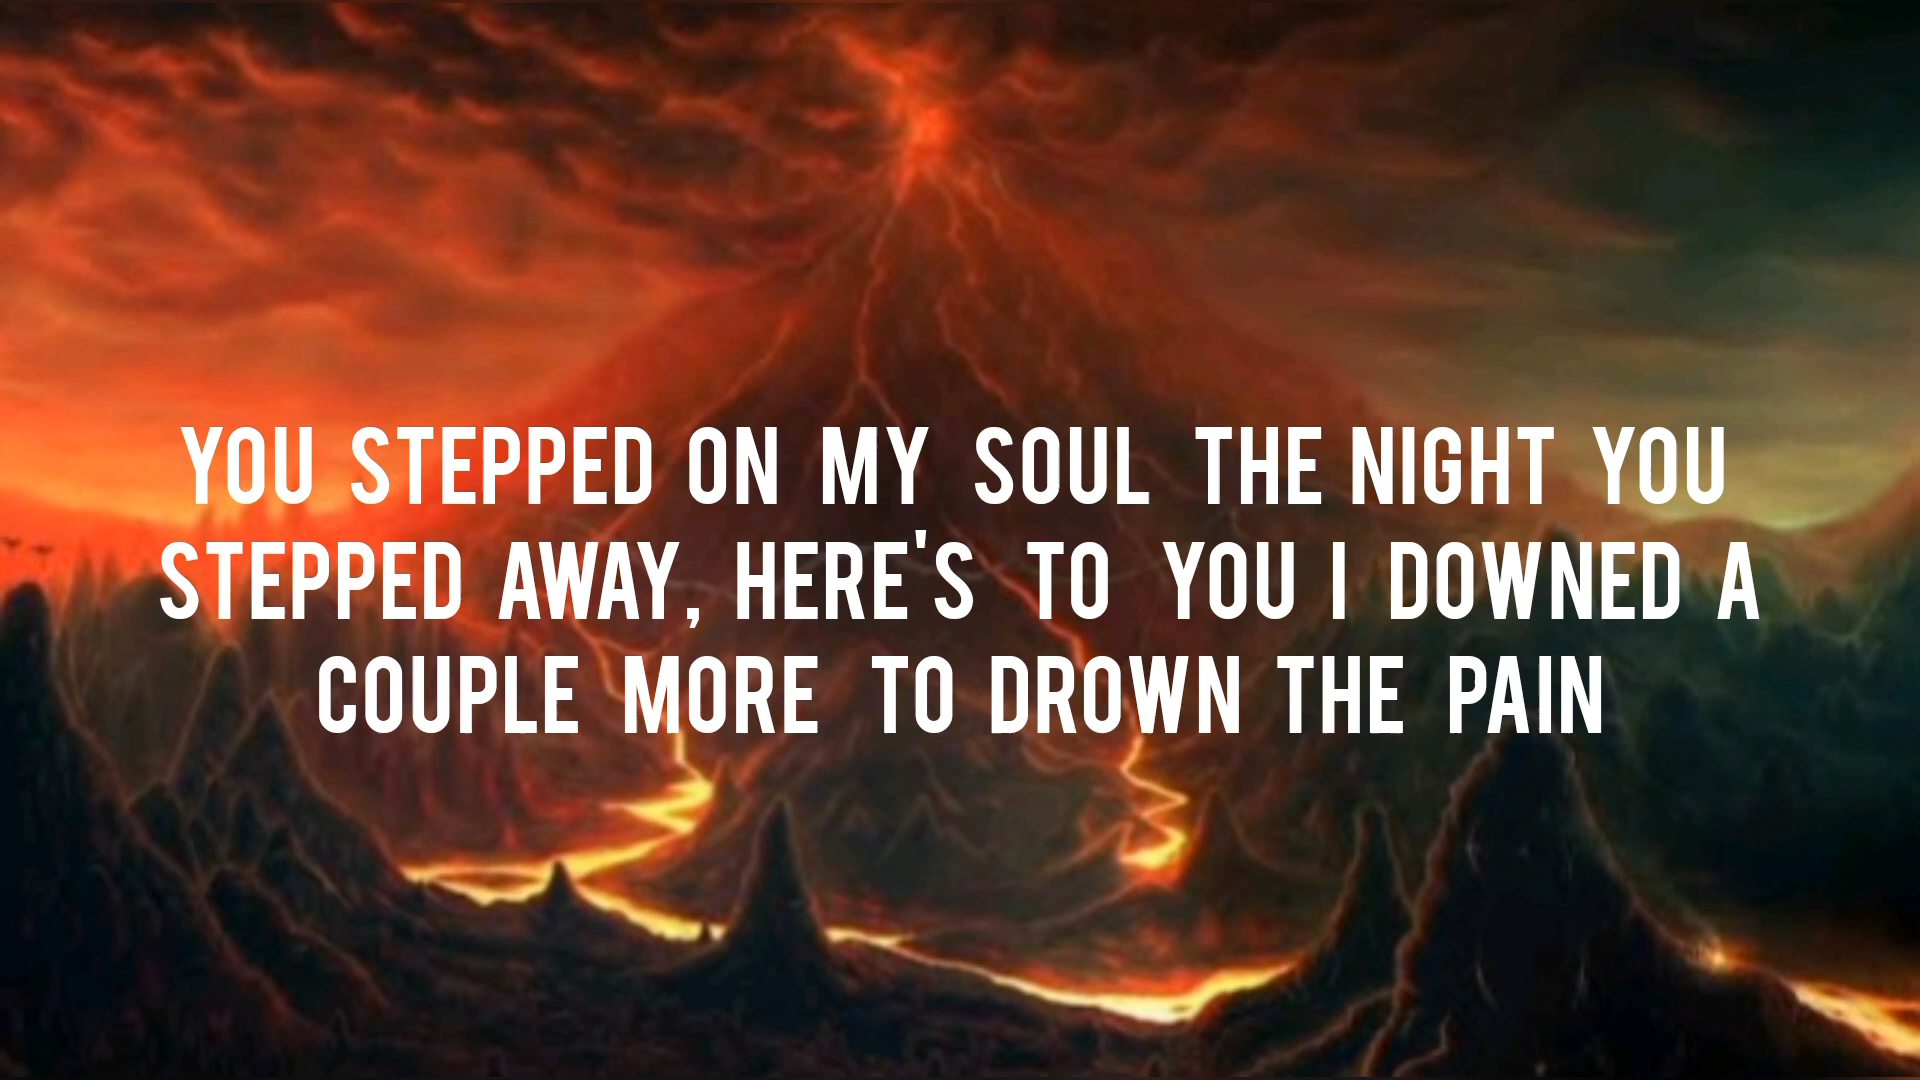 YOU STEPPED ON MY SOUL THE NIGHT YOU
STEPPED AWAY, HERE'S TO YOU I DOWNED A
COUPLE MORE TO DROWN THE PAIN